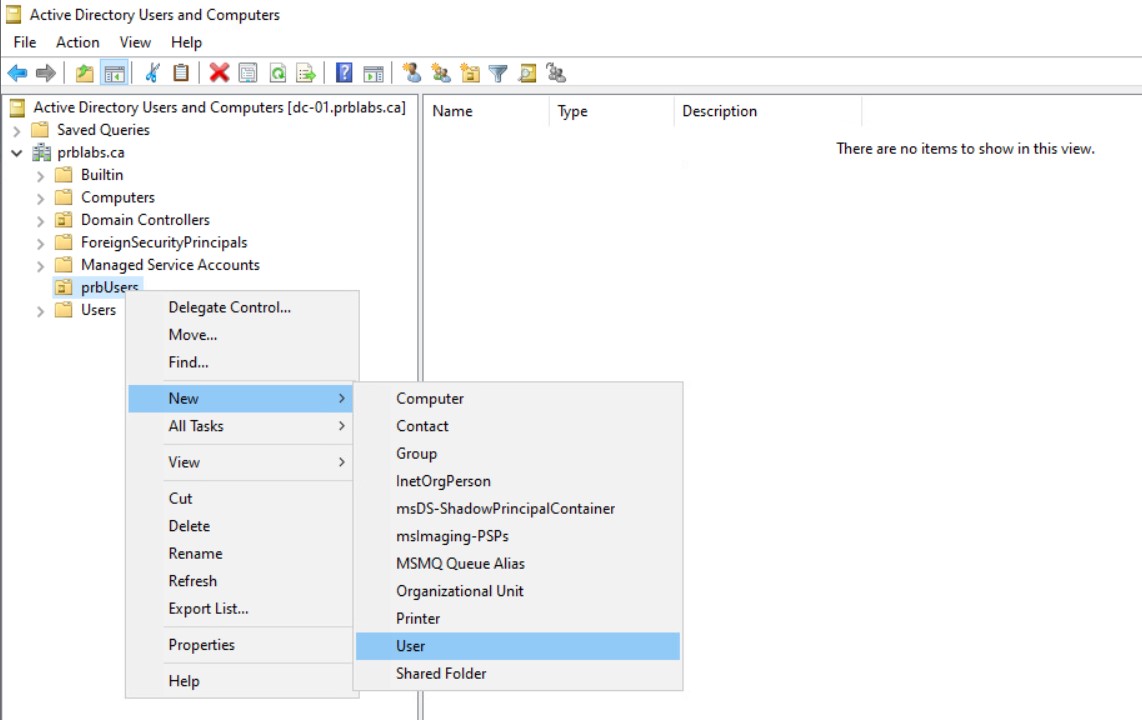 Active Directory Users and Computers
File Action View Help
Active Directory Users and Computers [dc-01.prblabs.ca]
Saved Queries
prblabs.ca
Builtin
Computers
Domain Controllers
ForeignSecurityPrincipals
Managed Service Accounts
prbUsers
Users
Name Type Description
There are no items to show in this view.
Delegate Control...
Move...
Find...
New
All Tasks
View
Cut
Delete
Rename
Refresh
Export List...
Properties
Help
Computer
Contact
Group
InetOrgPerson
msDS-ShadowPrincipalContainer
msImaging-PSPs
MSMQ Queue Alias
Organizational Unit
Printer
User
Shared Folder